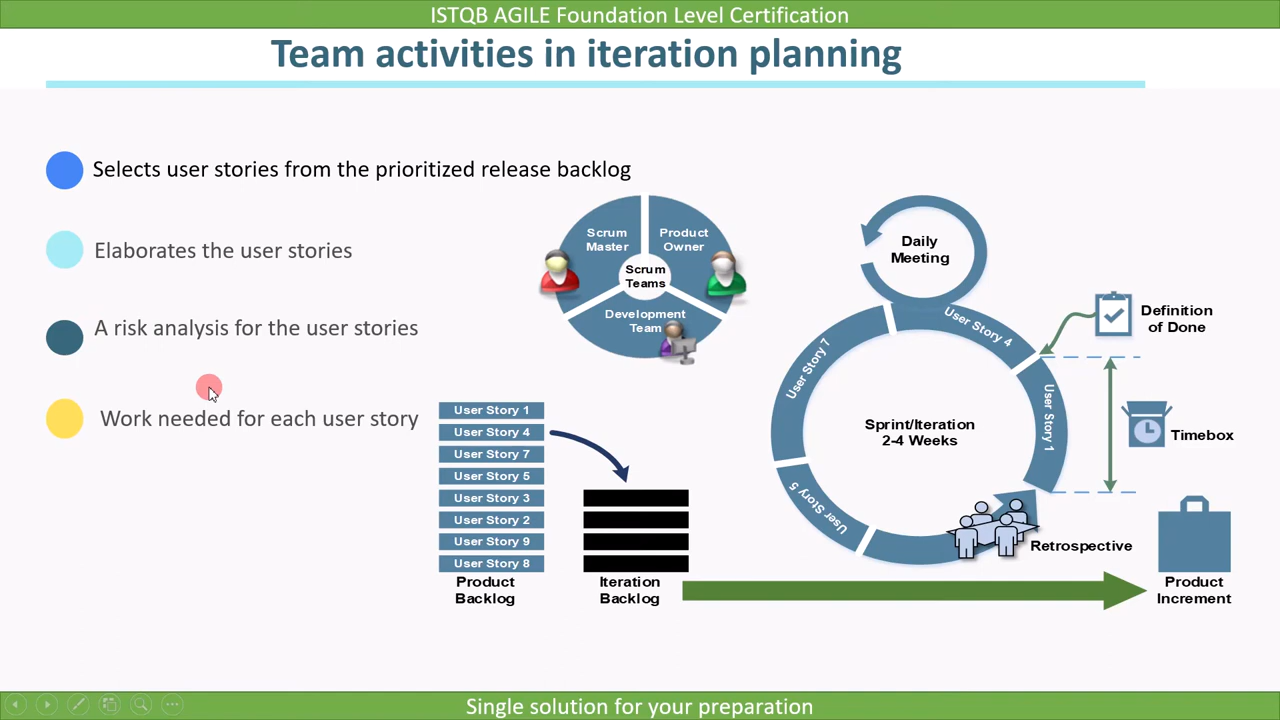 ISTQB AGILE Foundation Level Certification
Team activities in iteration planning
Selects user stories from the prioritized release backlog
Elaborates the user stories
A risk analysis for the user stories
Work needed for each user story
Scrum
Master
Product
Owner
Scrum
Teams
Development
Team
User Story 1
User Story 4
User Story 7
User Story 5
User Story 3
User Story 2
User Story 9
User Story 8
Product
Backlog
Iteration
Backlog
Daily
Meeting
User Story 4
User Story 7
User Story 1
User Story 5
Sprint/Iteration
2-4 Weeks
Definition
of Done
Timebox
Retrospective
Product
Increment
Single solution for your preparation